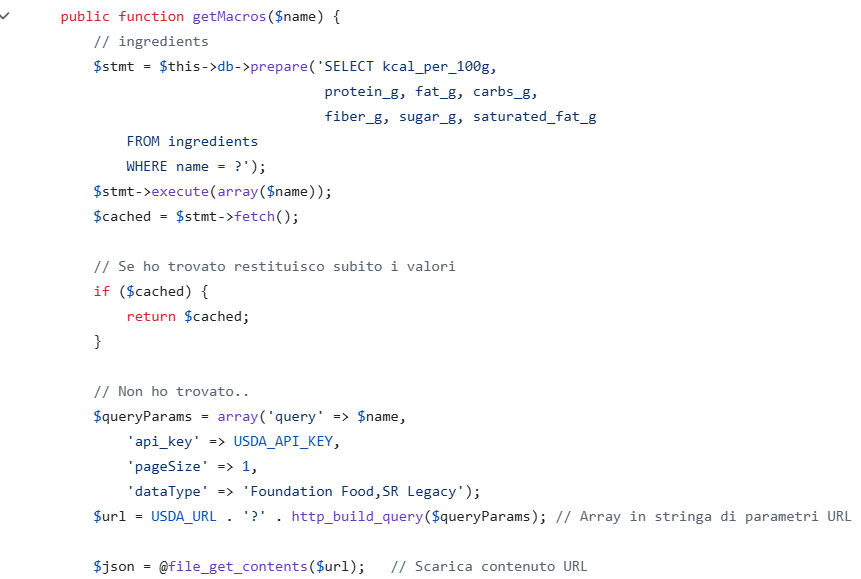 public function getMacros($name) {
// ingredients
$stmt = $this->db->prepare('SELECT kcal_per_100g,
protein_g, fat_g, carbs_g,
fiber_g, sugar_g, saturated_fat_g
FROM ingredients
WHERE name = ?');
$stmt->execute(array($name));
$cached = $stmt->fetch();
// Se ho trovato restituisco subito i valori
if ($cached) {
return $cached;
}
// Non ho trovato..
$queryParams = array('query' => $name,
'api_key' => USDA_API_KEY,
'pageSize' => 1,
'dataType' => 'Foundation Food,SR Legacy');
$url = USDA_URL . '?' . http_build_query($queryParams); // Array in stringa di parametri URL
$json = @file_get_contents($url);   // Scarica contenuto URL